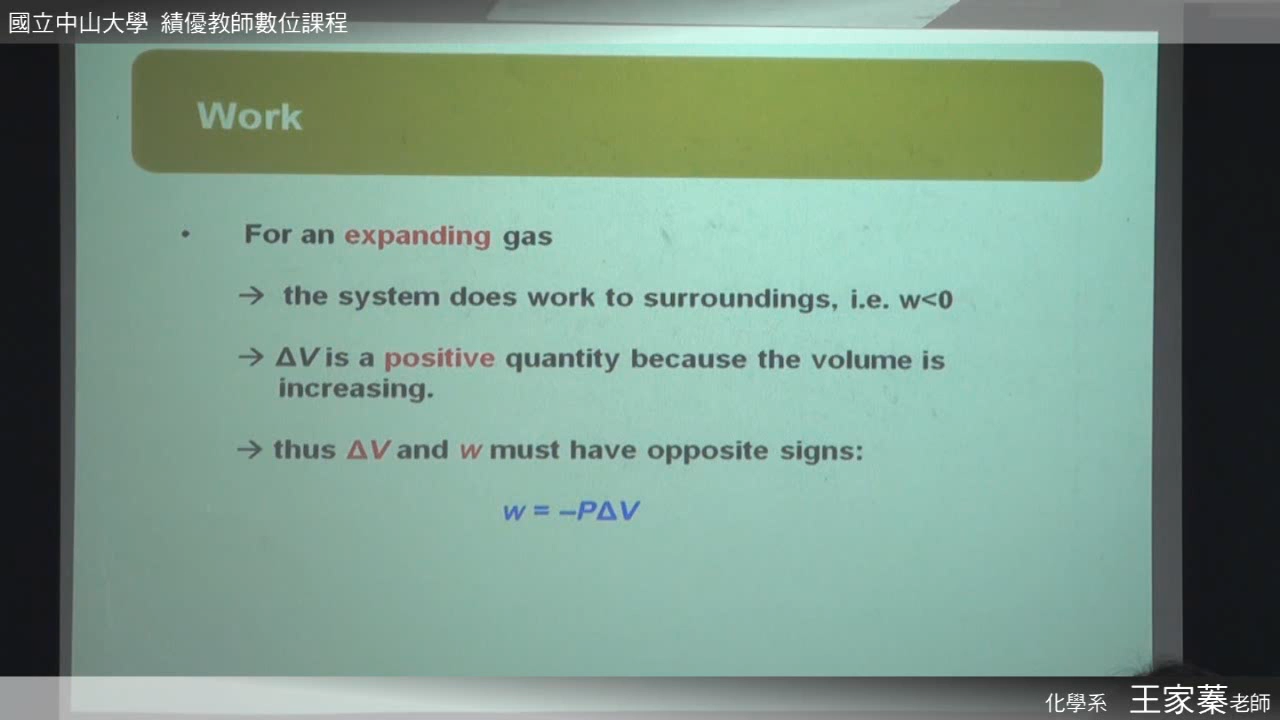 國立中山大學 績優教師數位課程
Work
• For an expanding gas
→ the system does work to surroundings, i.e. w<0
→ ΔV is a positive quantity because the volume is
increasing.
→ thus ΔV and w must have opposite signs:
w = –PΔV
化學系 王家蓁老師